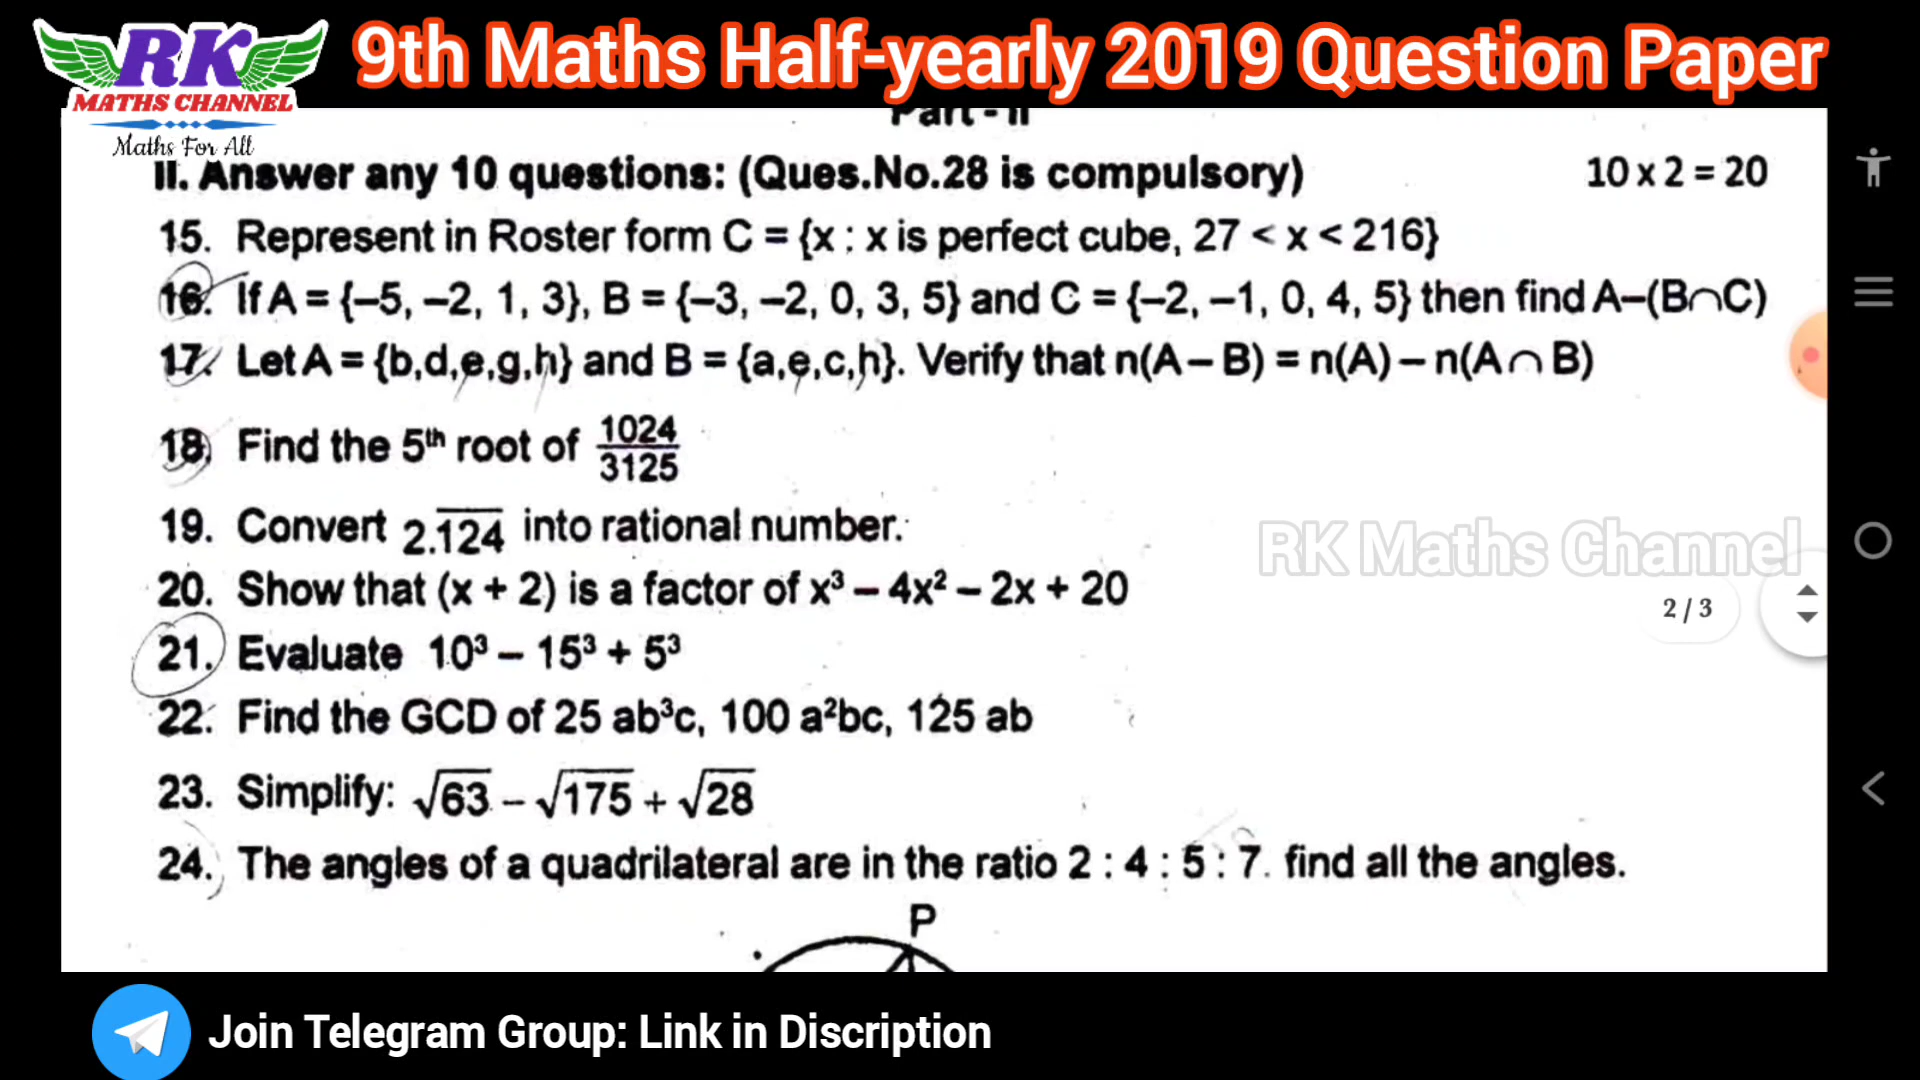 RK
MATHS CHANNEL
Maths For All
9th Maths Half-yearly 2019 Question Paper
Part - II
II. Answer any 10 questions: (Ques.No.28 is compulsory) 10 x 2 = 20
15. Represent in Roster form C = {x : x is perfect cube, 27 < x < 216}
16. If A = {–5, –2, 1, 3}, B = {–3, –2, 0, 3, 5} and C = {–2, –1, 0, 4, 5} then find A–(B∩C)
17. Let A = {b,d,e,g,h} and B = {a,e,c,h}. Verify that n(A – B) = n(A) – n(A ∩ B)
18. Find the 5th root of 1024/3125
19. Convert 2.1̅2̅4̅ into rational number.
20. Show that (x + 2) is a factor of x³ – 4x² – 2x + 20
21. Evaluate 10³ – 15³ + 5³
22. Find the GCD of 25 ab³c, 100 a²bc, 125 ab
23. Simplify: √63 – √175 + √28
24. The angles of a quadrilateral are in the ratio 2 : 4 : 5 : 7. find all the angles.
P
RK Maths Channel
2 / 3
Join Telegram Group: Link in Discription